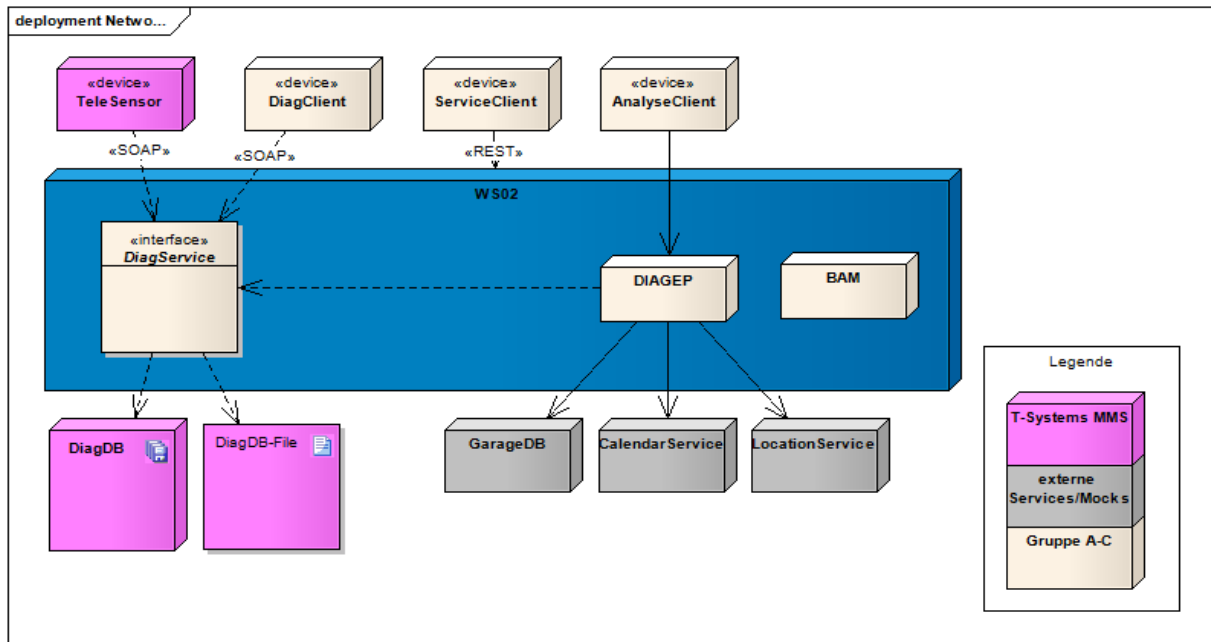 deployment Netwo...
«device»
TeleSensor
«device»
DiagClient
«device»
ServiceClient
«device»
AnalyseClient
«SOAP»
«SOAP»
«REST»
WS02
«interface»
DiagService
DIAGEP
BAM
DiagDB
DiagDB-File
GarageDB
CalendarService
LocationService
Legende
T-Systems MMS
externe
Services/Mocks
Gruppe A-C